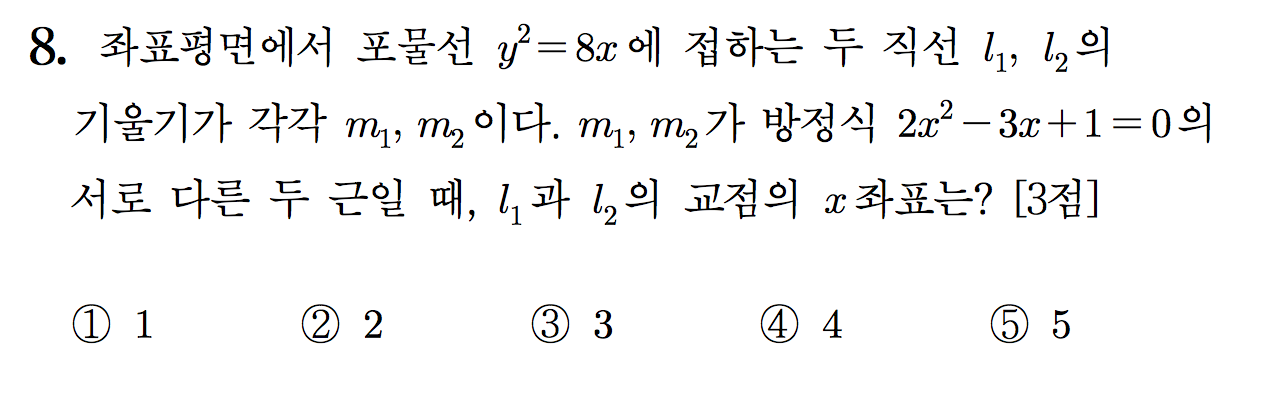 8. 좌표평면에서 포물선 y²=8x에 접하는 두 직선 l₁, l₂의
기울기가 각각 m₁, m₂이다. m₁, m₂가 방정식 2x²-3x+1=0의
서로 다른 두 근일 때, l₁과 l₂의 교점의 x좌표는? [3점]
① 1 ② 2 ③ 3 ④ 4 ⑤ 5